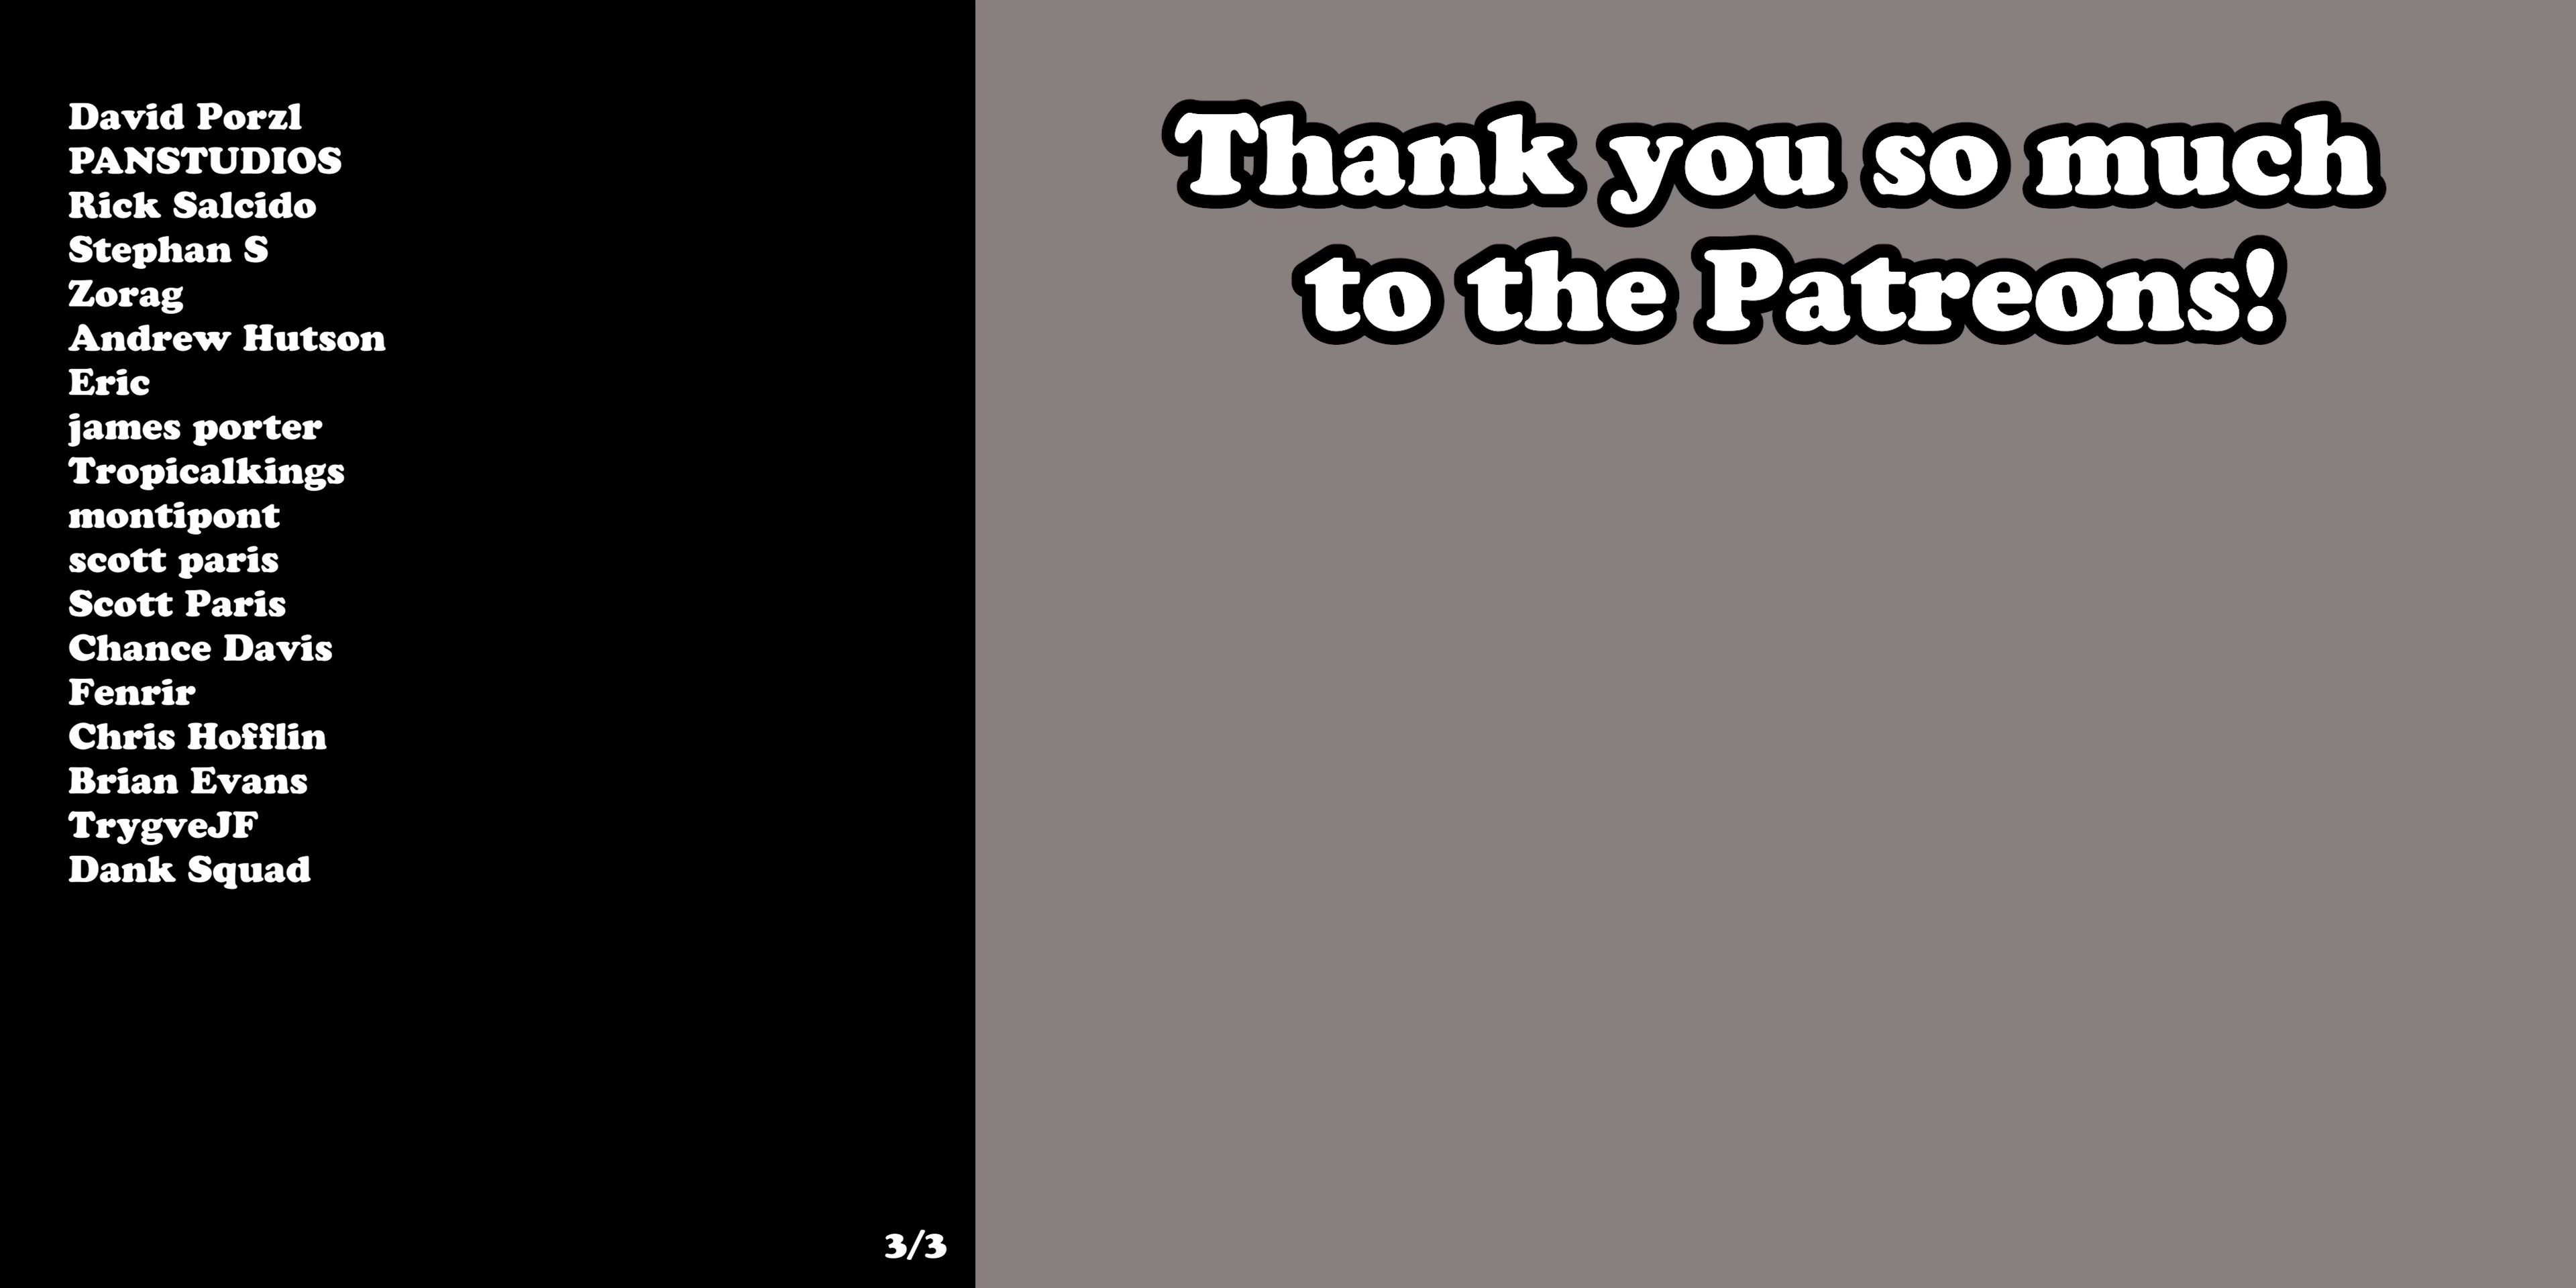 David Porzl
PANSTUDIOS
Rick Salcido
Stephan S
Zorag
Andrew Hutson
Eric
james porter
Tropicalkings
montipont
scott paris
Scott Paris
Chance Davis
Fenrir
Chris Hofflin
Brian Evans
TrygveJF
Dank Squad
3/3
Thank you so much
to the Patreons!